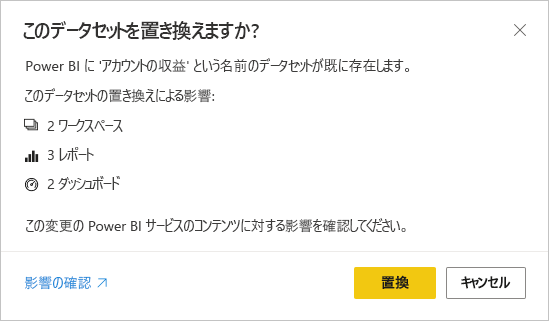 このデータセットを置き換えますか?
Power BI に 'アカウントの収益' という名前のデータセットが既に存在します。
このデータセットの置き換えによる影響:
2 ワークスペース
3 レポート
2 ダッシュボード
この変更の Power BI サービスのコンテンツに対する影響を確認してください。
影響の確認
置換
キャンセル